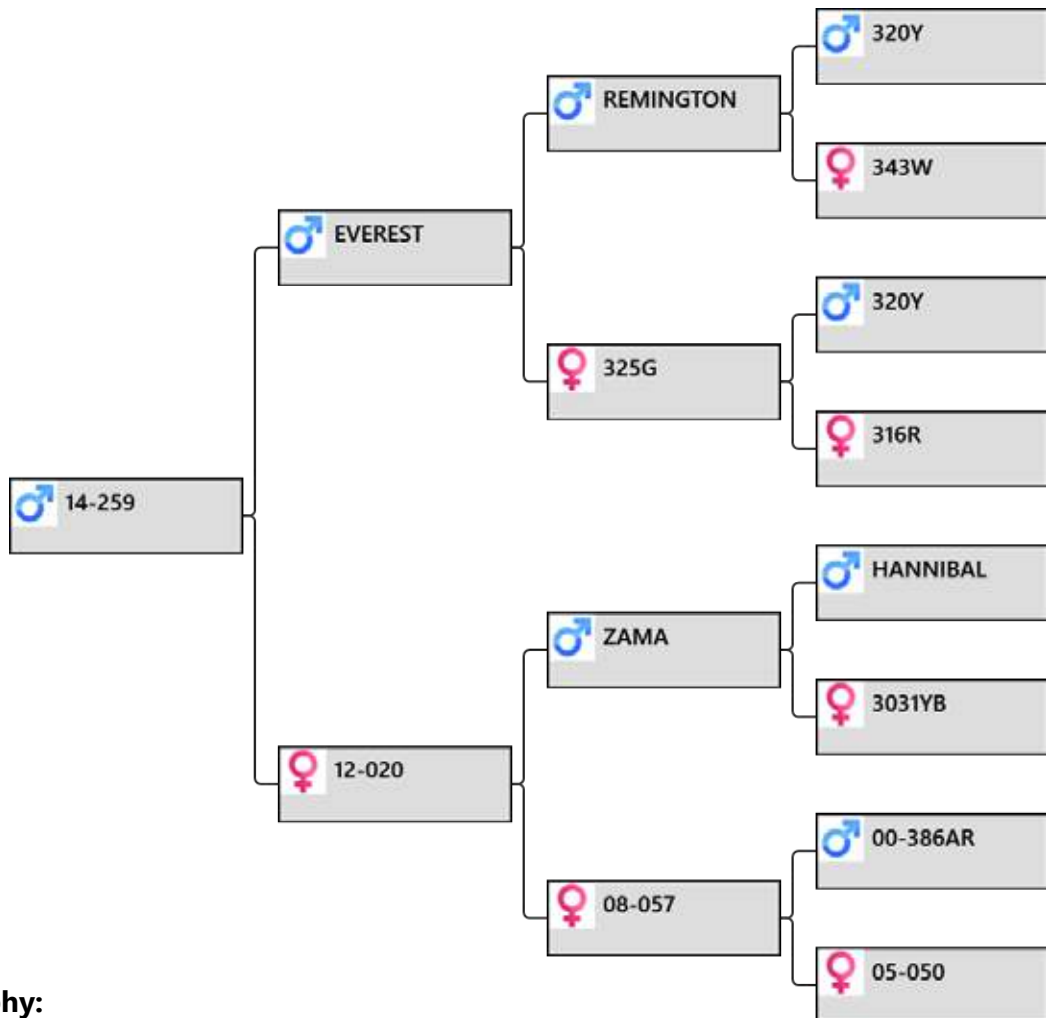 320Y
REMINGTON
343W
EVEREST
320Y
325G
316R
14-259
HANNIBAL
ZAMA
3031YB
12-020
00-386AR
08-057
05-050
phy: